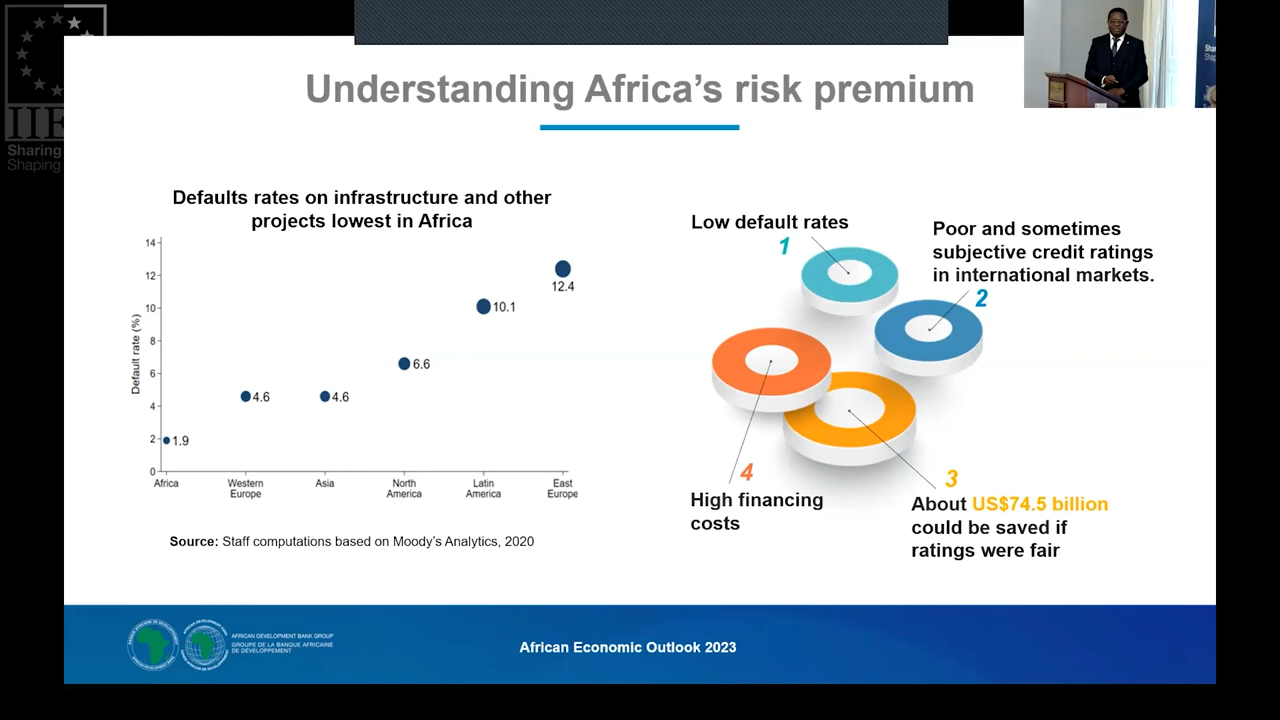 IIE
Sharing
Shaping
Understanding Africa's risk premium
Defaults rates on infrastructure and other
projects lowest in Africa
Default rate (%)
14
12
10
8
6
4
2
0
1.9
4.6
4.6
6.6
10.1
12.4
Africa
Western
Europe
Asia
North
America
Latin
America
East
Europe
Source: Staff computations based on Moody's Analytics, 2020
Low default rates
1
Poor and sometimes
subjective credit ratings
in international markets.
2
3
About US$74.5 billion
could be saved if
ratings were fair
4
High financing
costs
AFRICAN DEVELOPMENT BANK GROUP
GROUPE DE LA BANQUE AFRICAINE
DE DÉVELOPPEMENT
African Economic Outlook 2023